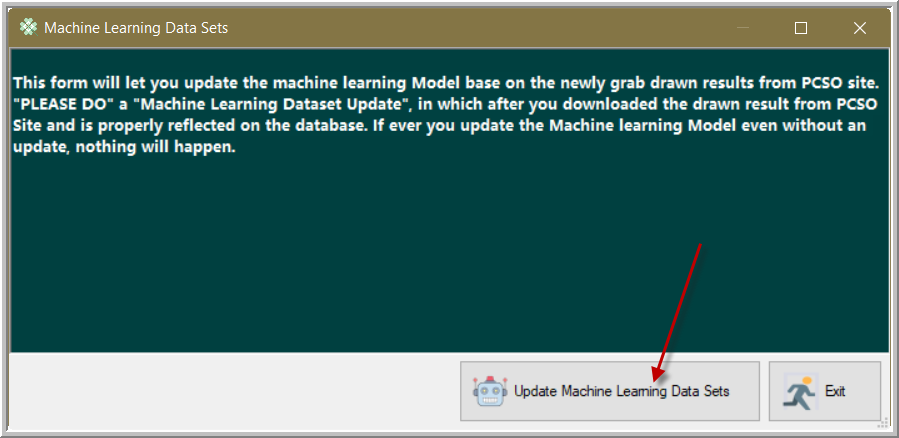 Machine Learning Data Sets
This form will let you update the machine learning Model base on the newly grab drawn results from PCSO site.
"PLEASE DO" a "Machine Learning Dataset Update", in which after you downloaded the drawn result from PCSO
Site and is properly reflected on the database. If ever you update the Machine learning Model even without an
update, nothing will happen.
Update Machine Learning Data Sets
Exit